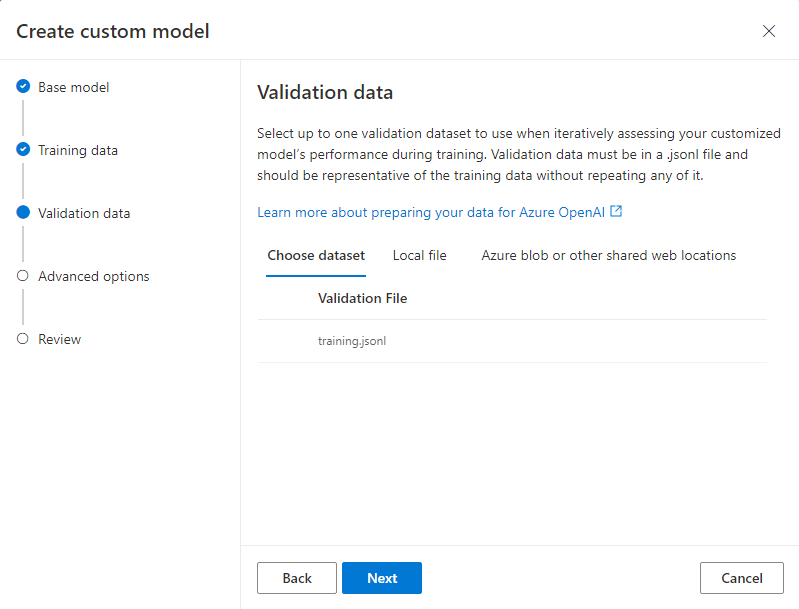 Create custom model
Base model
Training data
Validation data
Advanced options
Review
Validation data
Select up to one validation dataset to use when iteratively assessing your customized
model's performance during training. Validation data must be in a .jsonl file and
should be representative of the training data without repeating any of it.
Learn more about preparing your data for Azure OpenAI
Choose dataset Local file Azure blob or other shared web locations
Validation File
training.jsonl
Back Next Cancel